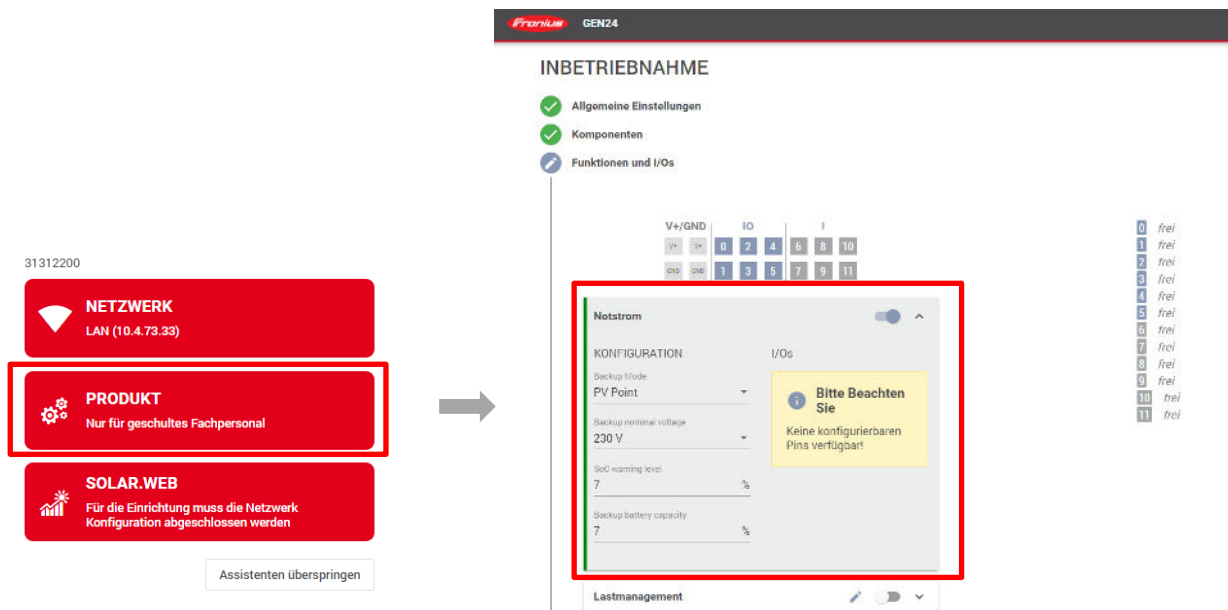 31312200
NETZWERK
LAN (10.4.73.33)
PRODUKT
Nur für geschultes Fachpersonal
SOLAR.WEB
Für die Einrichtung muss die Netzwerk
Konfiguration abgeschlossen werden
Assistenten überspringen
Fronius GEN24
INBETRIEBNAHME
Allgemeine Einstellungen
Komponenten
Funktionen und I/Os
V+/GND IO I
V+ V+ 0 2 4 6 8 10
GND GND 1 3 5 7 9 11
0 frei
1 frei
2 frei
3 frei
4 frei
5 frei
6 frei
7 frei
8 frei
9 frei
10 frei
11 frei
Notstrom
KONFIGURATION
Backup Mode
PV Point
Backup nominal voltage
230 V
SoC warning level
7 %
Backup battery capacity
7 %
I/Os
Bitte Beachten
Sie
Keine konfigurierbaren
Pins verfügbar!
Lastmanagement